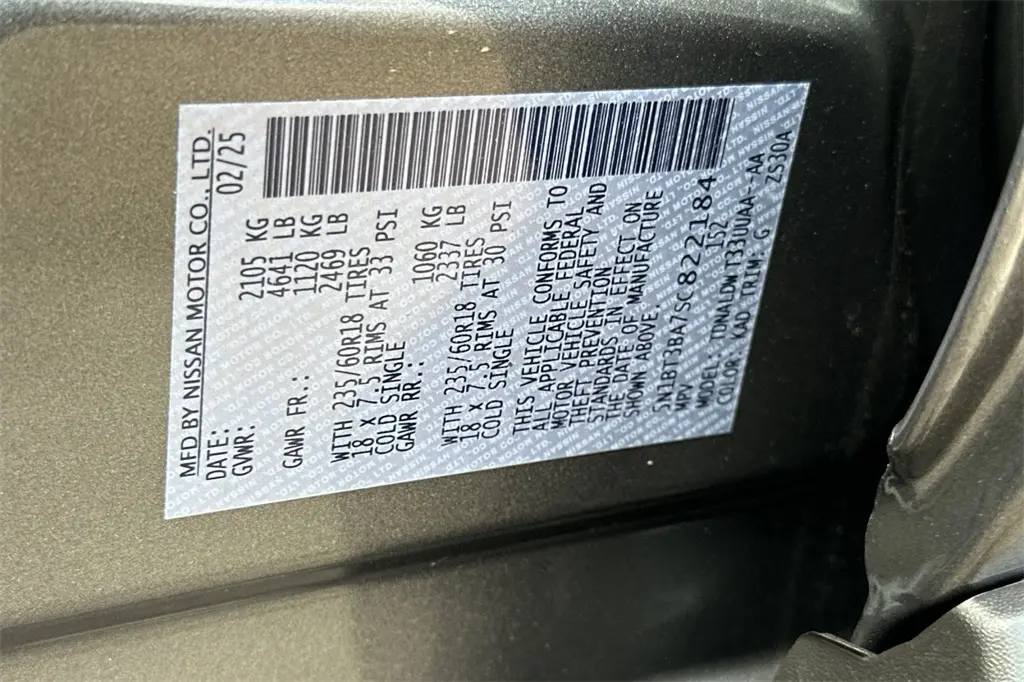 MFD BY NISSAN MOTOR CO., LTD.
DATE: 02/25
GVWR: 2105 KG
4641 LB
GAWR FR.: 1120 KG
2469 LB
WITH 235/60R18 TIRES
18 X 7.5 RIMS AT 33 PSI
COLD SINGLE
GAWR RR.: 1060 KG
2337 LB
WITH 235/60R18 TIRES
18 X 7.5 RIMS AT 30 PSI
COLD SINGLE
THIS VEHICLE CONFORMS TO
ALL APPLICABLE FEDERAL
MOTOR VEHICLE SAFETY AND
THEFT PREVENTION
STANDARDS IN EFFECT ON
THE DATE OF MANUFACTURE
SHOWN ABOVE.
5N1BT3BA7SC822184
MPV 152
MODEL: TDNALDW T33UUAA--AA
COLOR: KAD TRIM: G ZS30A